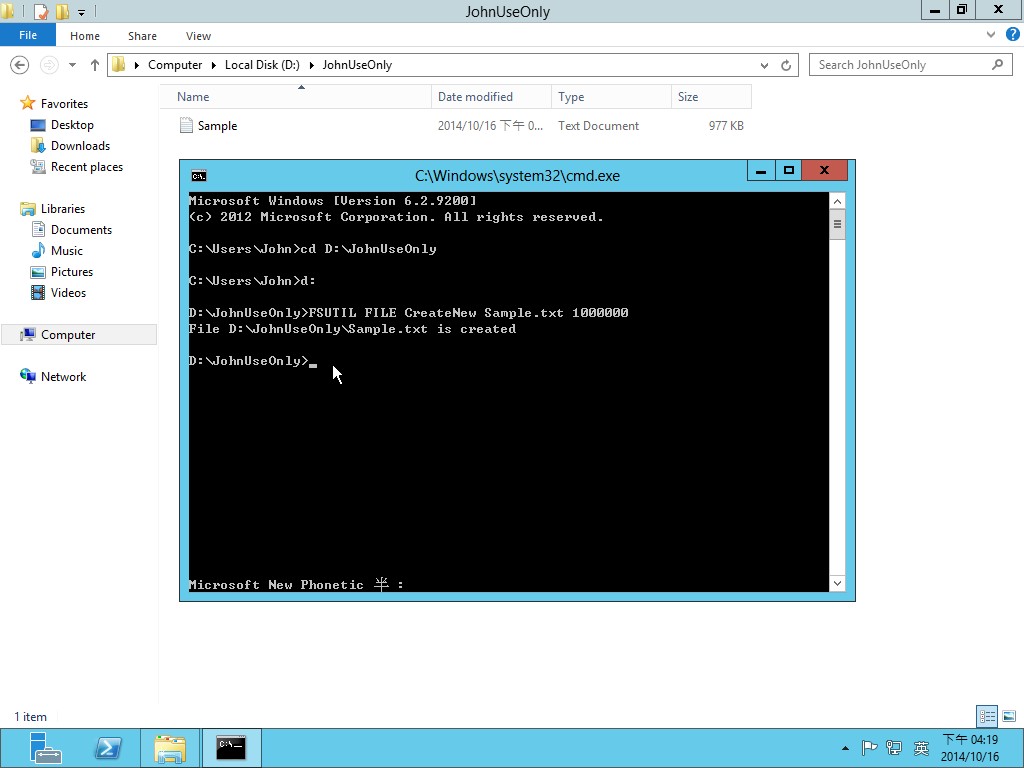 JohnUseOnly
File Home Share View
Computer Local Disk (D:) JohnUseOnly Search JohnUseOnly
Name Date modified Type Size
Sample 2014/10/16 下午 0... Text Document 977 KB
Favorites
Desktop
Downloads
Recent places
Libraries
Documents
Music
Pictures
Videos
Computer
Network
C:\Windows\system32\cmd.exe
Microsoft Windows [Version 6.2.9200]
(c) 2012 Microsoft Corporation. All rights reserved.
C:\Users\John>cd D:\JohnUseOnly
C:\Users\John>d:
D:\JohnUseOnly>FSUTIL FILE CreateNew Sample.txt 1000000
File D:\JohnUseOnly\Sample.txt is created
D:\JohnUseOnly>
Microsoft New Phonetic 半 :
1 item
英
下午 04:19
2014/10/16